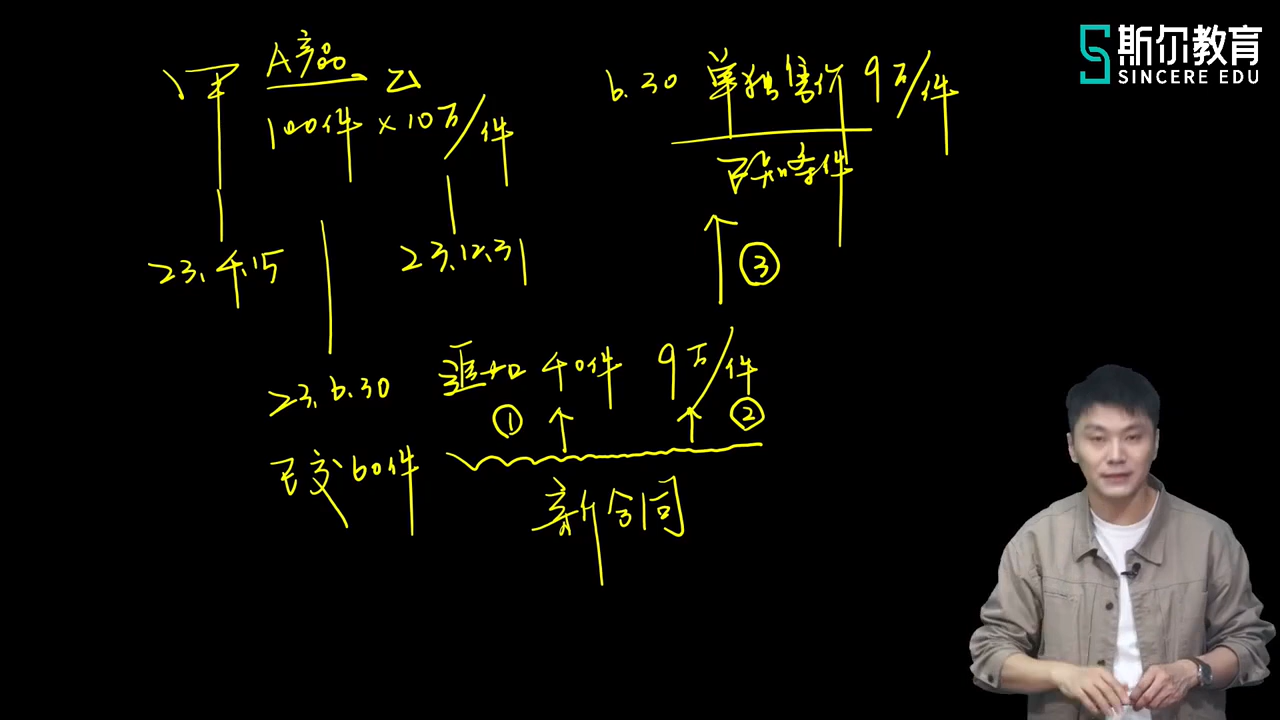 甲 A产品 乙
100件×10万/件
23.4.15
23.12.31
23.6.30 追加 40件 9万/件
① ②
已交60件
新合同
6.30 单独售价 9万/件
已知条件
③
斯尔教育
SINCERE EDU